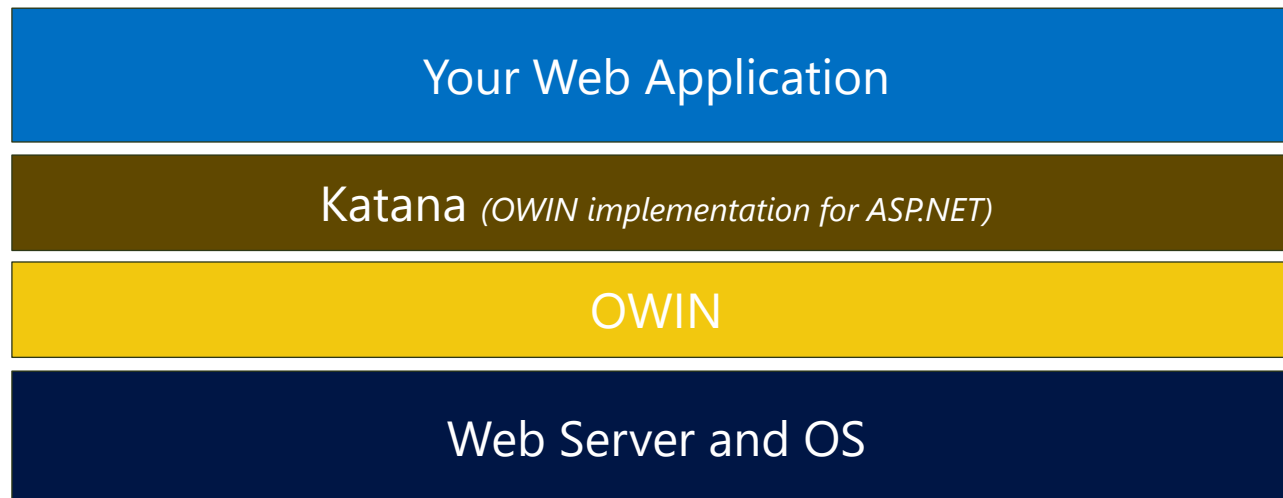 Your Web Application
Katana (OWIN implementation for ASP.NET)
OWIN
Web Server and OS